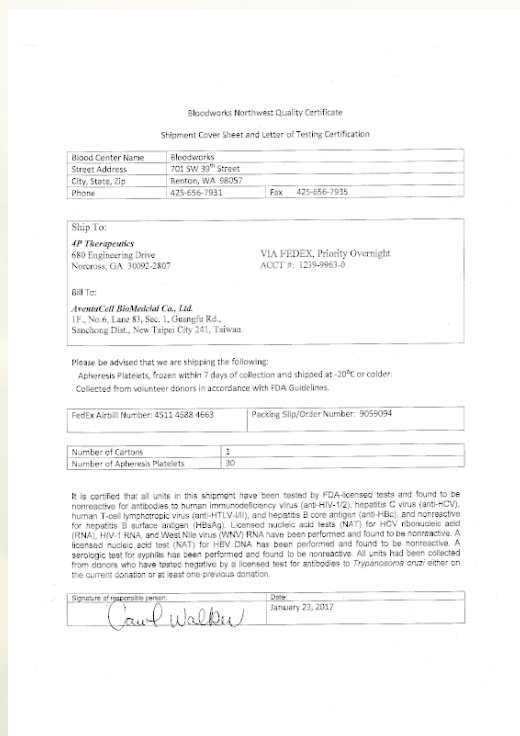 Bloodworks Northwest Quality Certificate
Shipment Cover Sheet and Letter of Testing Certification
Blood Center Name Bloodworks
Street Address 701 SW 39th Street
City, State, Zip Renton, WA 98057
Phone 425-656-7931 Fax 425-656-7935
Ship To:
4P Therapeutics
680 Engineering Drive VIA FEDEX, Priority Overnight
Norcross, GA 30092-2807 ACCT #: 1239-9963-0
Bill To:
AventaCell BioMedcial Co., Ltd.
1F., No.6, Lane 83, Sec. 1, Guangfu Rd.,
Sanchong Dist., New Taipei City 241, Taiwan
Please be advised that we are shipping the following:
Apheresis Platelets, frozen within 7 days of collection and shipped at -20°C or colder.
Collected from volunteer donors in accordance with FDA Guidelines.
FedEx Airbill Number: 4511 4688 4663 Packing Slip/Order Number: 9059094
Number of Cartons 1
Number of Apheresis Platelets 30
It is certified that all units in this shipment have been tested by FDA-licensed tests and found to be
nonreactive for antibodies to human immunodeficiency virus (anti-HIV-1/2), hepatitis C virus (anti-HCV),
human T-cell lymphotropic virus (anti-HTLV-I/II), and hepatitis B core antigen (anti-HBc), and nonreactive
for hepatitis B surface antigen (HBsAg). Licensed nucleic acid tests (NAT) for HCV ribonucleic acid
(RNA), HIV-1 RNA, and West Nile virus (WNV) RNA have been performed and found to be nonreactive. A
licensed nucleic acid test (NAT) for HBV DNA has been performed and found to be nonreactive. A
serologic test for syphilis has been performed and found to be nonreactive. All units had been collected
from donors who have tested negative by a licensed test for antibodies to Trypanosoma cruzi either on
the current donation or at least one previous donation.
Signature of responsible person: Date:
Carol Walker January 23, 2017